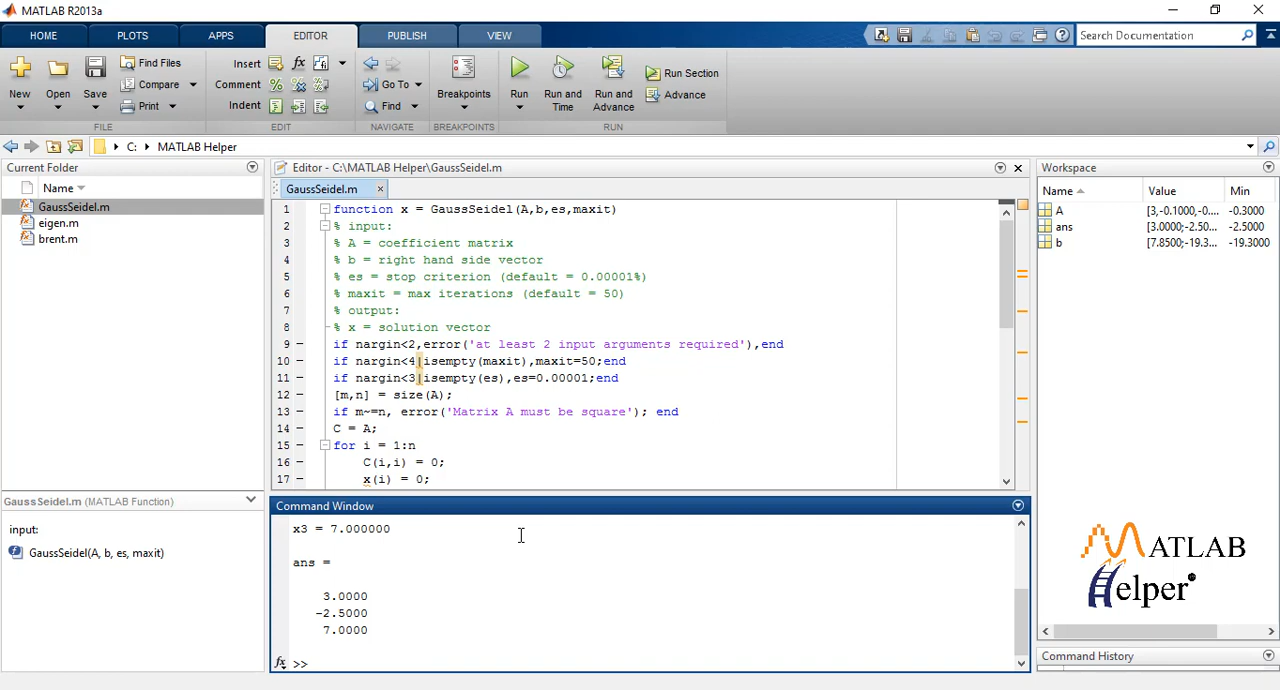 MATLAB R2013a
HOME PLOTS APPS EDITOR PUBLISH VIEW Search Documentation
New Open Save Find Files Compare Print
FILE
Insert fx
Comment
Indent
EDIT
Go To
Find
NAVIGATE
Breakpoints
BREAKPOINTS
Run Run and Time Run and Advance Run Section Advance
RUN
C: MATLAB Helper
Current Folder
Name
GaussSeidel.m
eigen.m
brent.m
GaussSeidel.m (MATLAB Function)
input:
GaussSeidel(A, b, es, maxit)
Editor - C:\MATLAB Helper\GaussSeidel.m
GaussSeidel.m ×
1 function x = GaussSeidel(A,b,es,maxit)
2 % input:
3 % A = coefficient matrix
4 % b = right hand side vector
5 % es = stop criterion (default = 0.00001%)
6 % maxit = max iterations (default = 50)
7 % output:
8 % x = solution vector
9 – if nargin<2,error('at least 2 input arguments required'),end
10 – if nargin<4|isempty(maxit),maxit=50;end
11 – if nargin<3|isempty(es),es=0.00001;end
12 – [m,n] = size(A);
13 – if m~=n, error('Matrix A must be square'); end
14 – C = A;
15 – for i = 1:n
16 – C(i,i) = 0;
17 – x(i) = 0;
Command Window
x3 = 7.000000
ans =
3.0000
-2.5000
7.0000
fx >>
Workspace
Name Value Min
A [3,-0.1000,-0.... -0.3000
ans [3.0000;-2.50... -2.5000
b [7.8500;-19.3... -19.3000
MATLAB
Helper
Command History